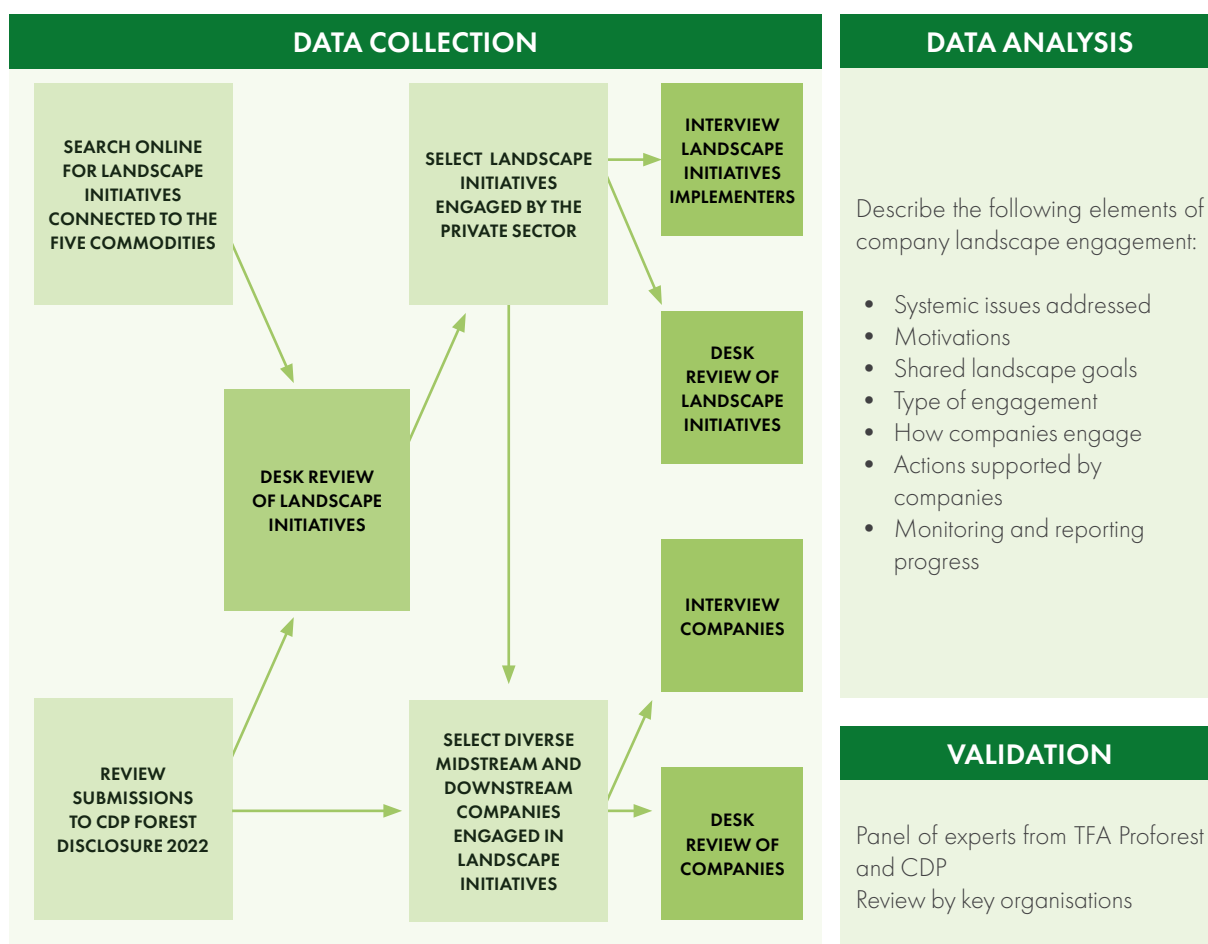 DATA COLLECTION
SEARCH ONLINE
FOR LANDSCAPE
INITIATIVES
CONNECTED TO THE
FIVE COMMODITIES
SELECT LANDSCAPE
INITIATIVES
ENGAGED BY THE
PRIVATE SECTOR
INTERVIEW
LANDSCAPE
INITIATIVES
IMPLEMENTERS
DESK
REVIEW OF
LANDSCAPE
INITIATIVES
DESK REVIEW
OF LANDSCAPE
INITIATIVES
INTERVIEW
COMPANIES
REVIEW
SUBMISSIONS
TO CDP FOREST
DISCLOSURE 2022
SELECT DIVERSE
MIDSTREAM AND
DOWNSTREAM
COMPANIES
ENGAGED IN
LANDSCAPE
INITIATIVES
DESK
REVIEW OF
COMPANIES
DATA ANALYSIS
Describe the following elements of
company landscape engagement:
• Systemic issues addressed
• Motivations
• Shared landscape goals
• Type of engagement
• How companies engage
• Actions supported by
companies
• Monitoring and reporting
progress
VALIDATION
Panel of experts from TFA Proforest
and CDP
Review by key organisations